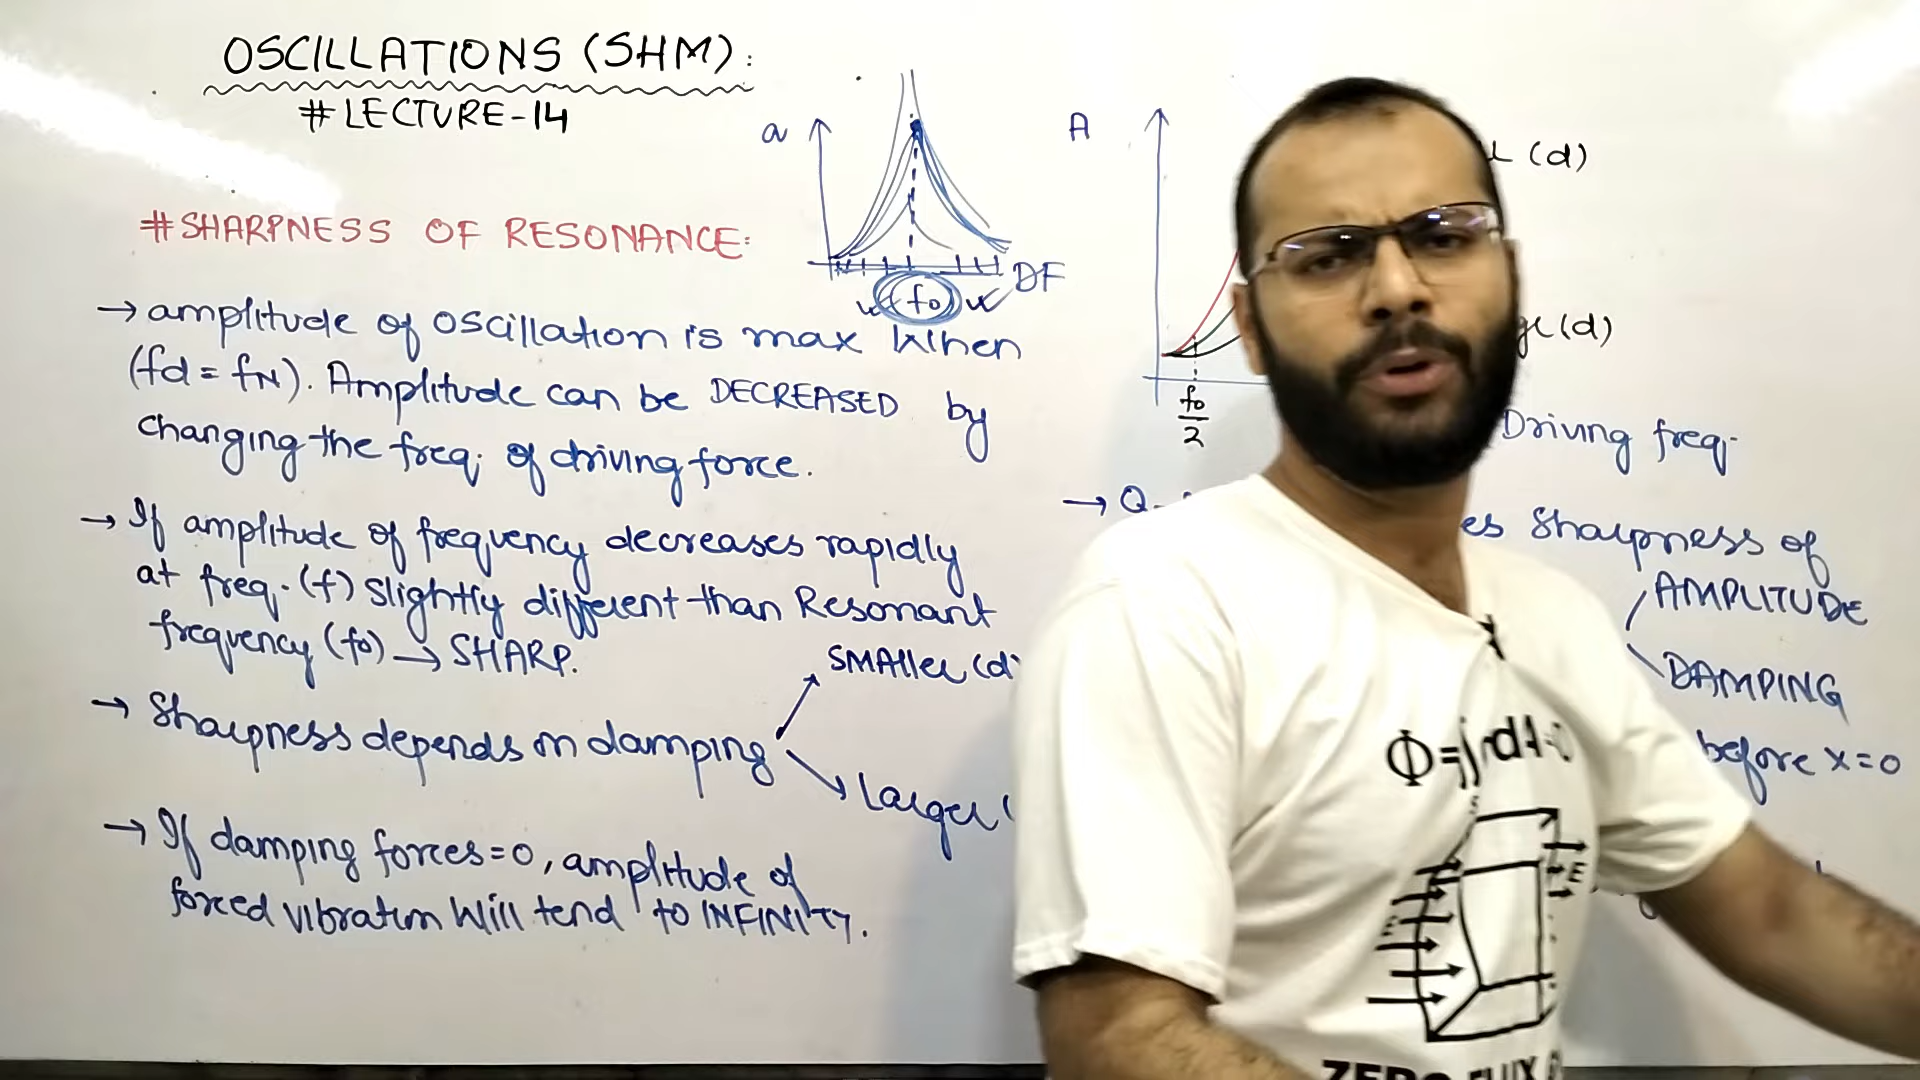 OSCILLATIONS (SHM):
#LECTURE-14
#SHARPNESS OF RESONANCE:
→ amplitude of oscillation is max when
(fd = fN). Amplitude can be DECREASED by
changing the freq. of driving force.
→ If amplitude of frequency decreases rapidly
at freq. (f) slightly different than Resonant
frequency (fo) → SHARP.
→ Sharpness depends on damping
SMAller (d)
Larger (
→ If damping forces=0, amplitude of
forced vibration Will tend to INFINITY.
a
DF
(fo)
A
(d)
(d)
fo
2
Driving freq.
→ Q-
es Sharpness of
AMPLITUDE
DAMPING
before x=0
E
ZERO FLUX